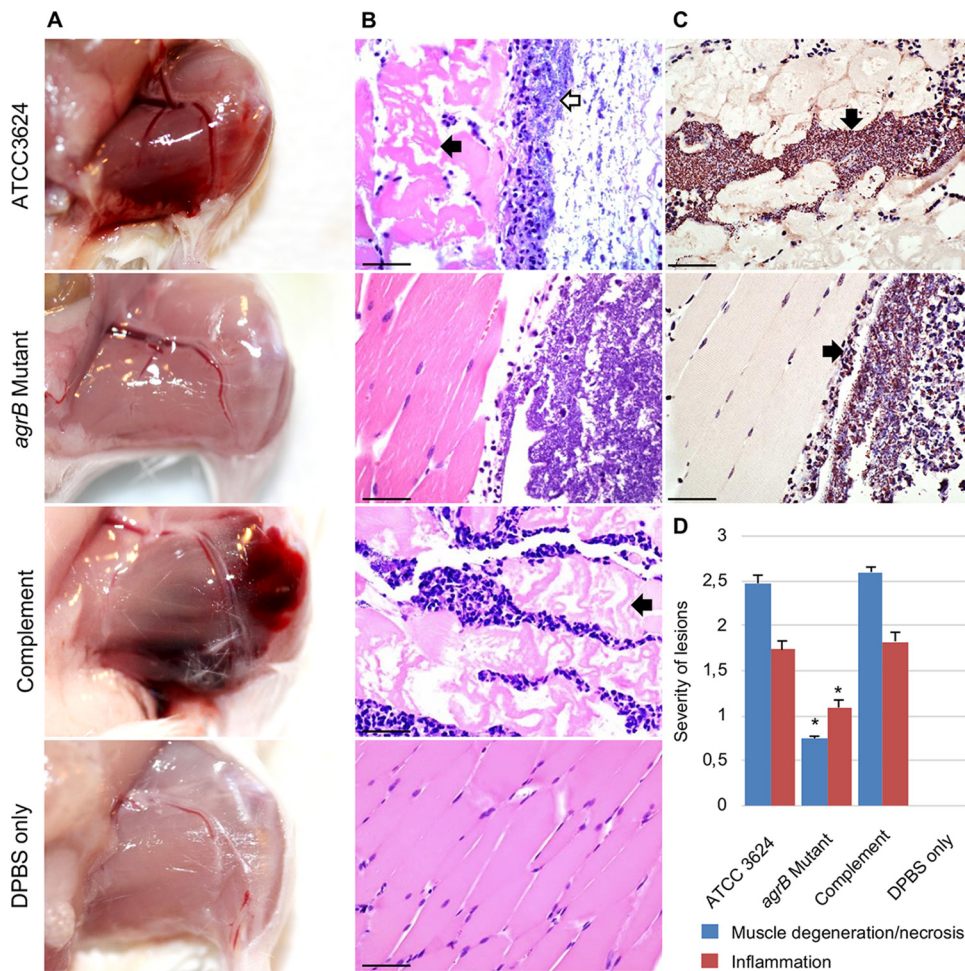 A
B
C
ATCC3624
agrB Mutant
Complement
DPBS only
D
3
2,5
2
1,5
1
0,5
0
Severity of lesions
*
*
ATCC 3624
agrB Mutant
Complement
DPBS only
Muscle degeneration/necrosis
Inflammation